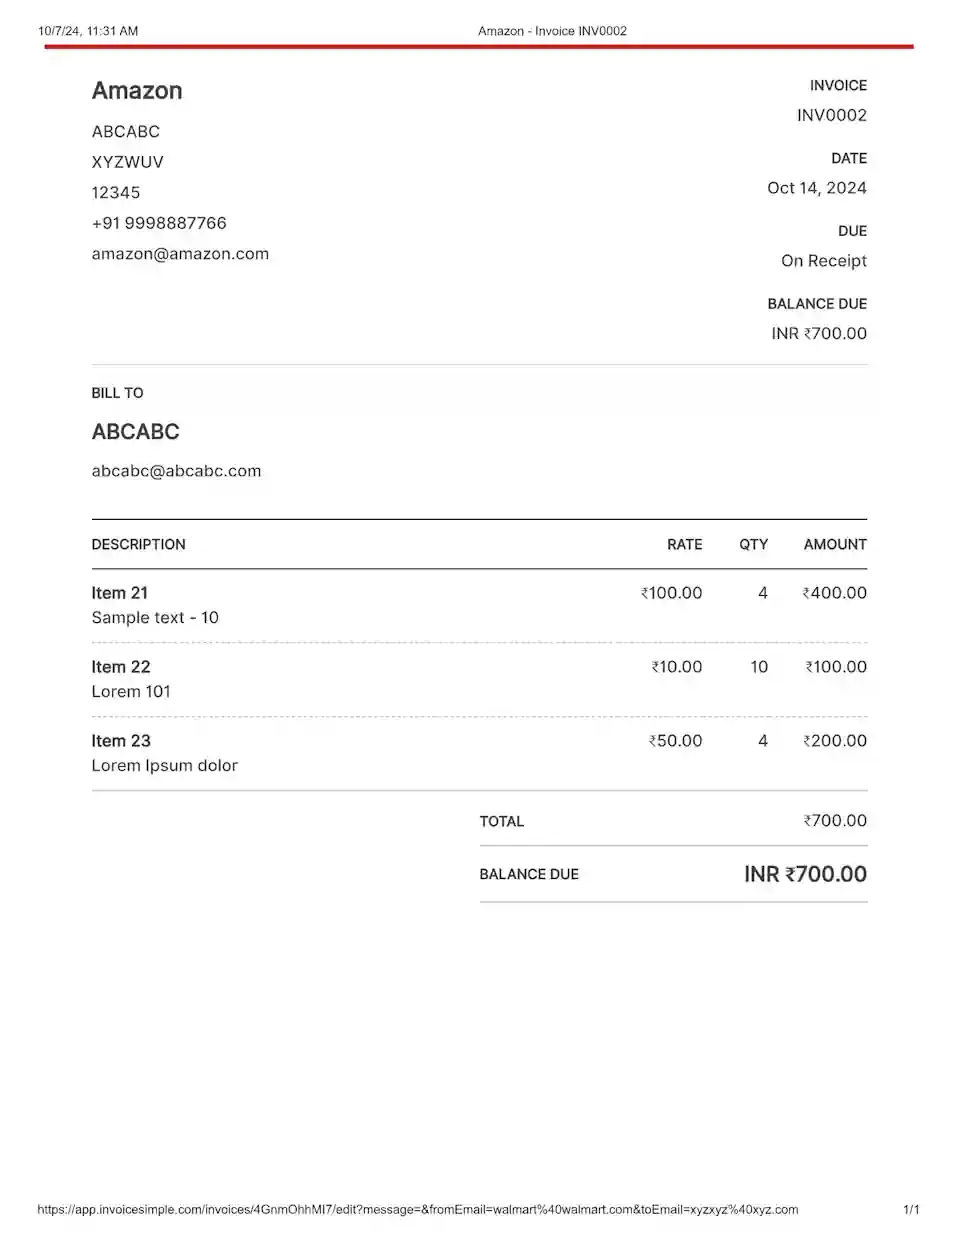 10/7/24, 11:31 AM Amazon - Invoice INV0002
Amazon
ABCABC
XYZWUV
12345
+91 9998887766
amazon@amazon.com
INVOICE
INV0002
DATE
Oct 14, 2024
DUE
On Receipt
BALANCE DUE
INR ₹700.00
BILL TO
ABCABC
abcabc@abcabc.com
DESCRIPTION RATE QTY AMOUNT
Item 21 ₹100.00 4 ₹400.00
Sample text - 10
Item 22 ₹10.00 10 ₹100.00
Lorem 101
Item 23 ₹50.00 4 ₹200.00
Lorem Ipsum dolor
TOTAL ₹700.00
BALANCE DUE INR ₹700.00
https://app.invoicesimple.com/invoices/4GnmOhhMI7/edit?message=&fromEmail=walmart%40walmart.com&toEmail=xyzxyz%40xyz.com 1/1